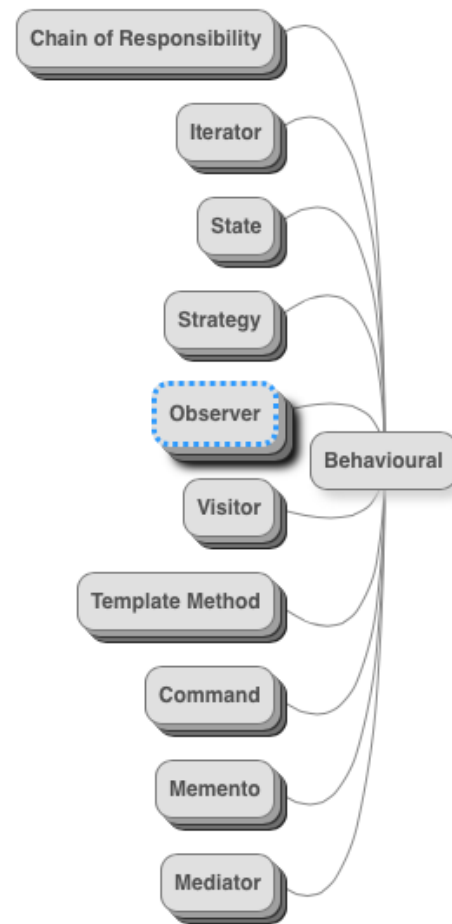 Chain of Responsibility
Iterator
State
Strategy
Observer
Behavioural
Visitor
Template Method
Command
Memento
Mediator